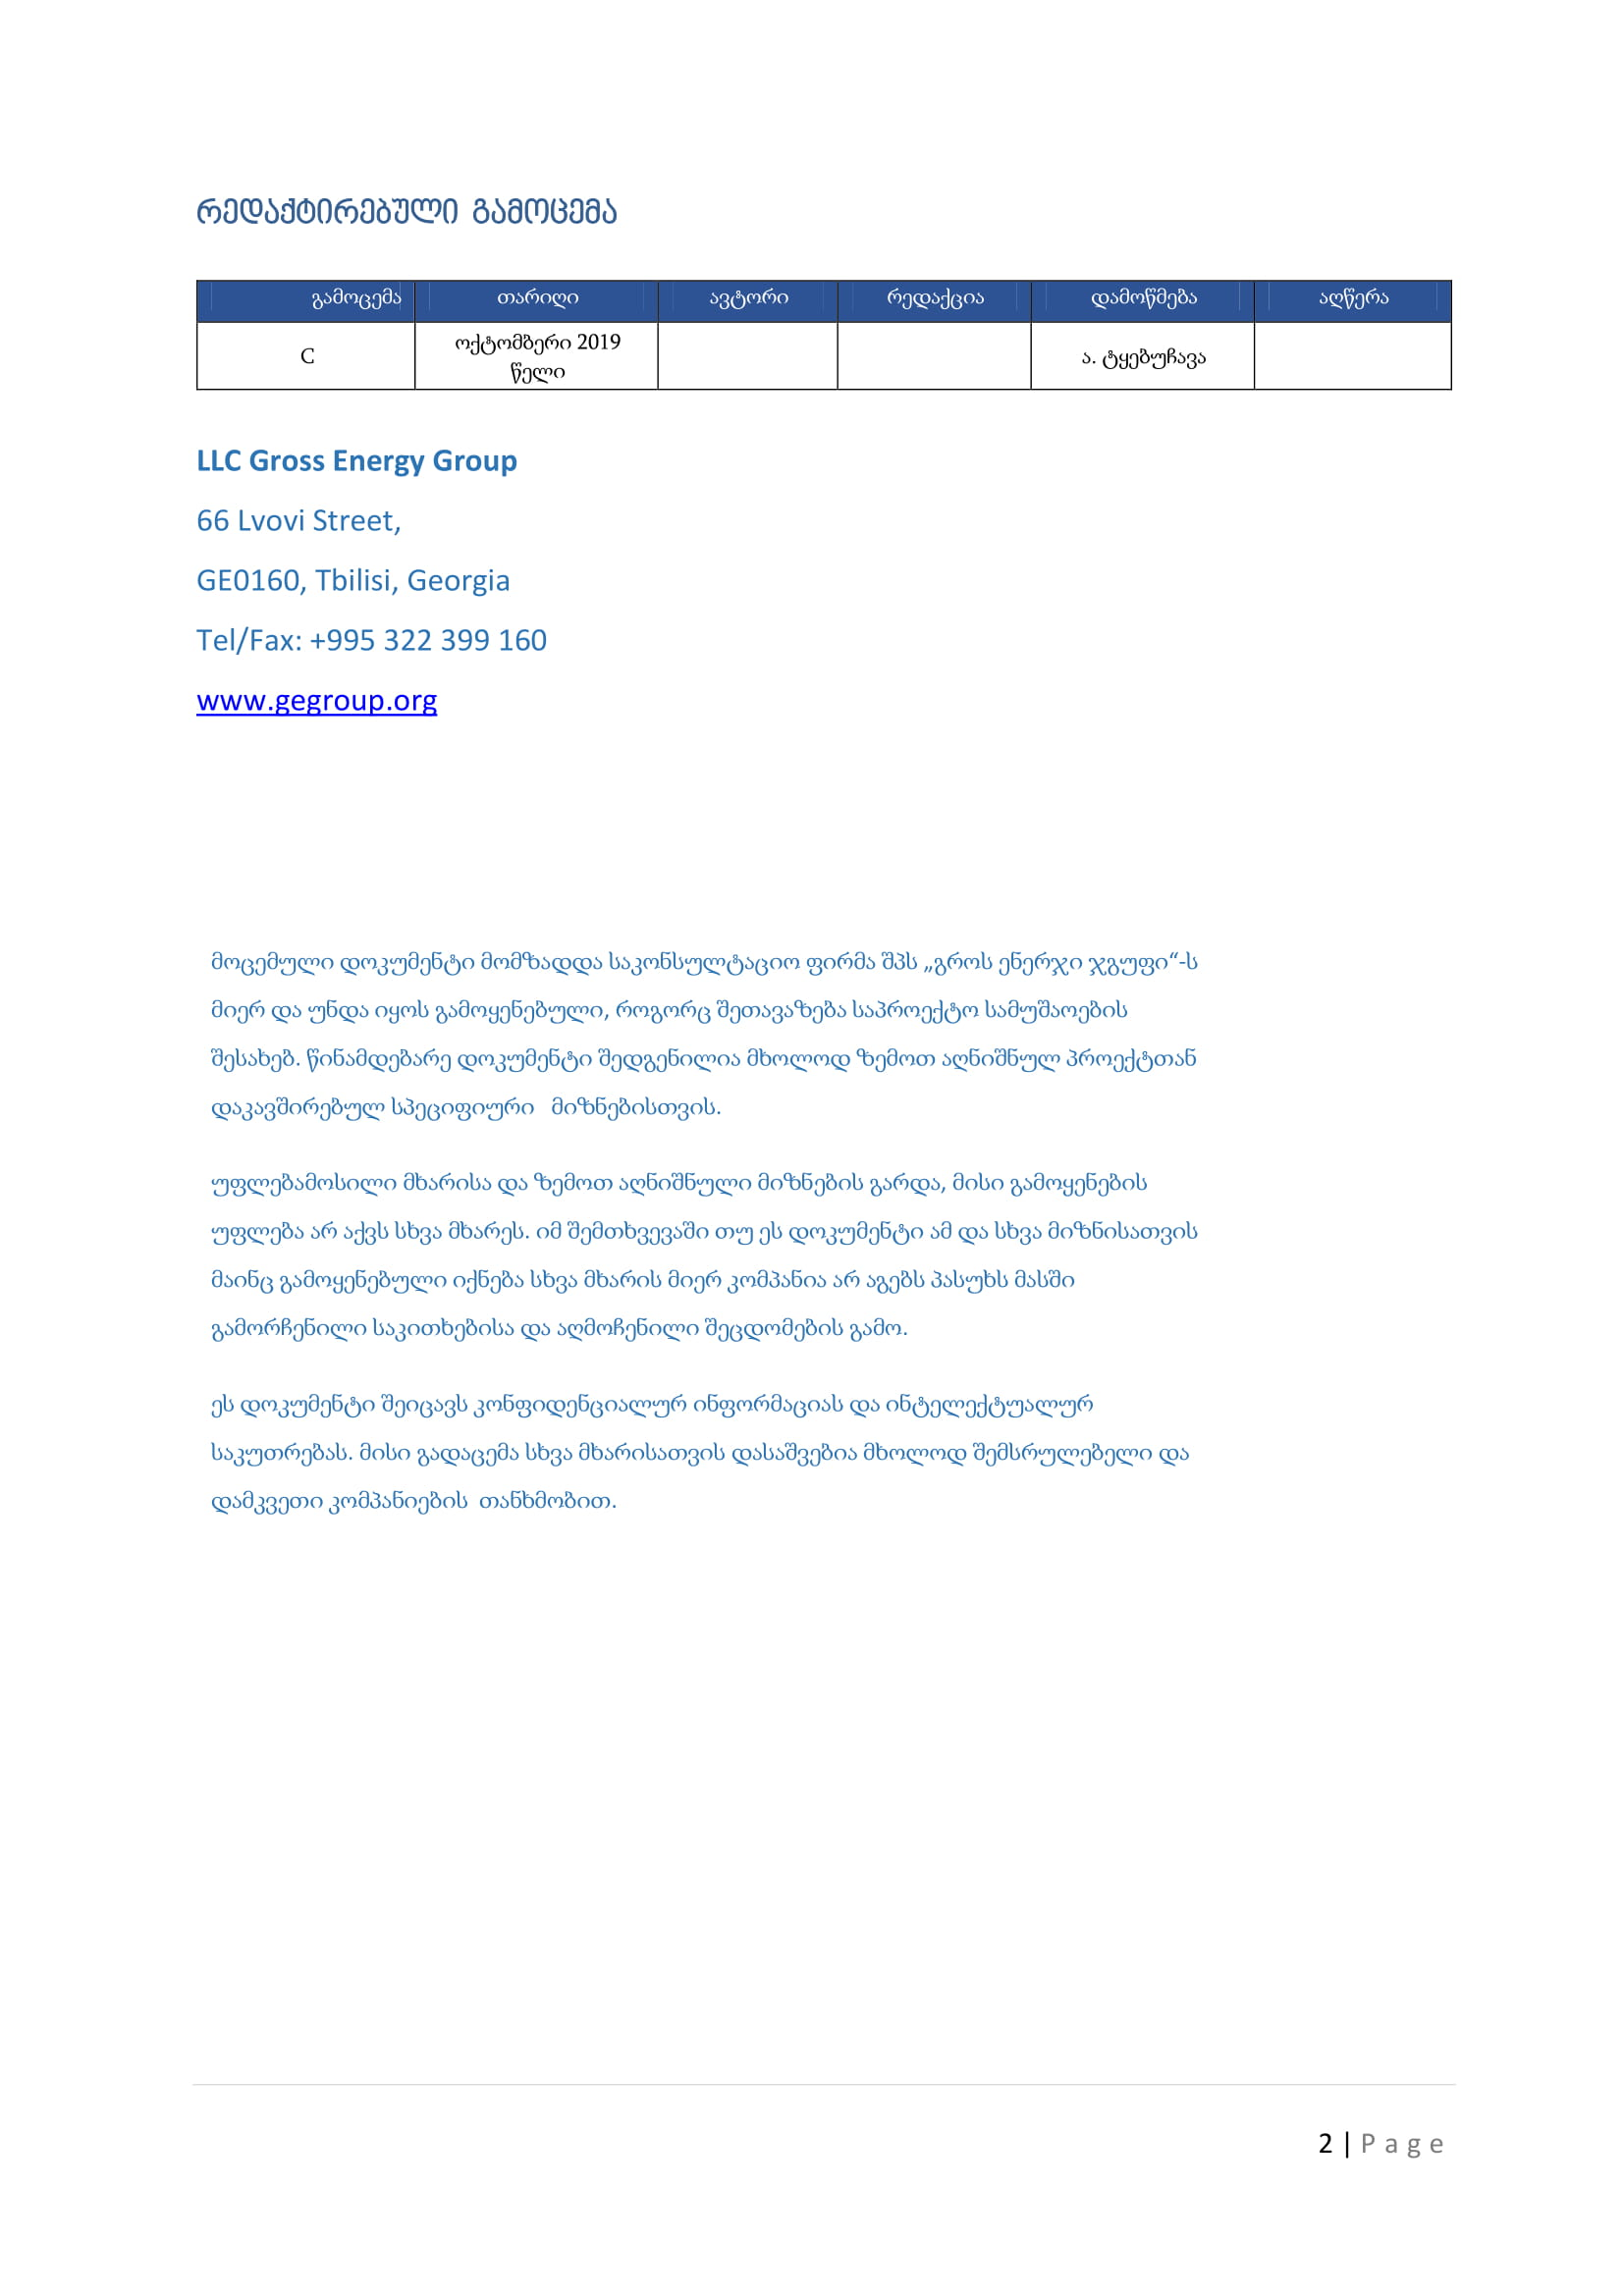 რედაქტირებული გამოცემა
გამოცემა თარიღი ავტორი რედაქცია დამოწმება აღწერა
C ოქტომბერი 2019 წელი ა. ტყებუჩავა
LLC Gross Energy Group
66 Lvovi Street,
GE0160, Tbilisi, Georgia
Tel/Fax: +995 322 399 160
www.gegroup.org
მოცემული დოკუმენტი მომზადდა საკონსულტაციო ფირმა შპს „გროს ენერჯი ჯგუფი“-ს
მიერ და უნდა იყოს გამოყენებული, როგორც შეთავაზება საპროექტო სამუშაოების
შესახებ. წინამდებარე დოკუმენტი შედგენილია მხოლოდ ზემოთ აღნიშნულ პროექტთან
დაკავშირებულ სპეციფიური მიზნებისთვის.
უფლებამოსილი მხარისა და ზემოთ აღნიშნული მიზნების გარდა, მისი გამოყენების
უფლება არ აქვს სხვა მხარეს. იმ შემთხვევაში თუ ეს დოკუმენტი ამ და სხვა მიზნისათვის
მაინც გამოყენებული იქნება სხვა მხარის მიერ კომპანია არ აგებს პასუხს მასში
გამორჩენილი საკითხებისა და აღმოჩენილი შეცდომების გამო.
ეს დოკუმენტი შეიცავს კონფიდენციალურ ინფორმაციას და ინტელექტუალურ
საკუთრებას. მისი გადაცემა სხვა მხარისათვის დასაშვებია მხოლოდ შემსრულებელი და
დამკვეთი კომპანიების თანხმობით.
2 | Page